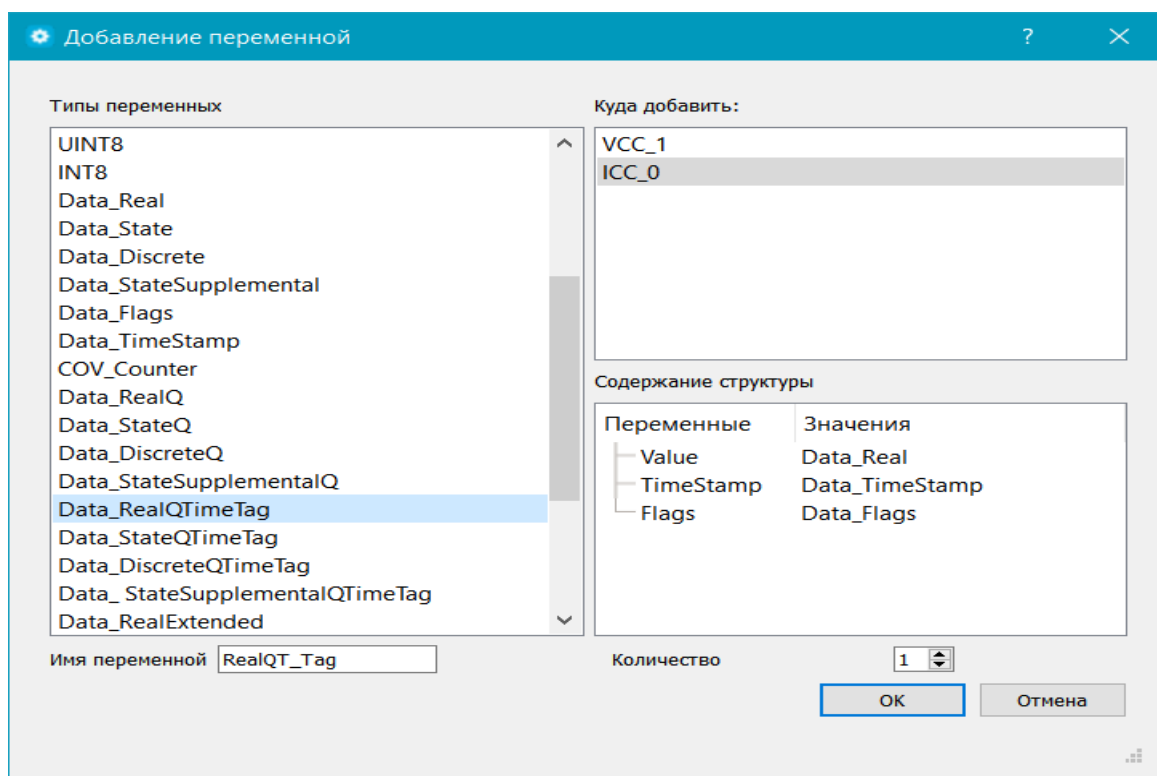 Добавление переменной ?
Типы переменных
UINT8
INT8
Data_Real
Data_State
Data_Discrete
Data_StateSupplemental
Data_Flags
Data_TimeStamp
COV_Counter
Data_RealQ
Data_StateQ
Data_DiscreteQ
Data_StateSupplementalQ
Data_RealQTimeTag
Data_StateQTimeTag
Data_DiscreteQTimeTag
Data_ StateSupplementalQTimeTag
Data_RealExtended
Имя переменной RealQT_Tag
Куда добавить:
VCC_1
ICC_0
Содержание структуры
Переменные Значения
Value Data_Real
TimeStamp Data_TimeStamp
Flags Data_Flags
Количество 1
OK Отмена